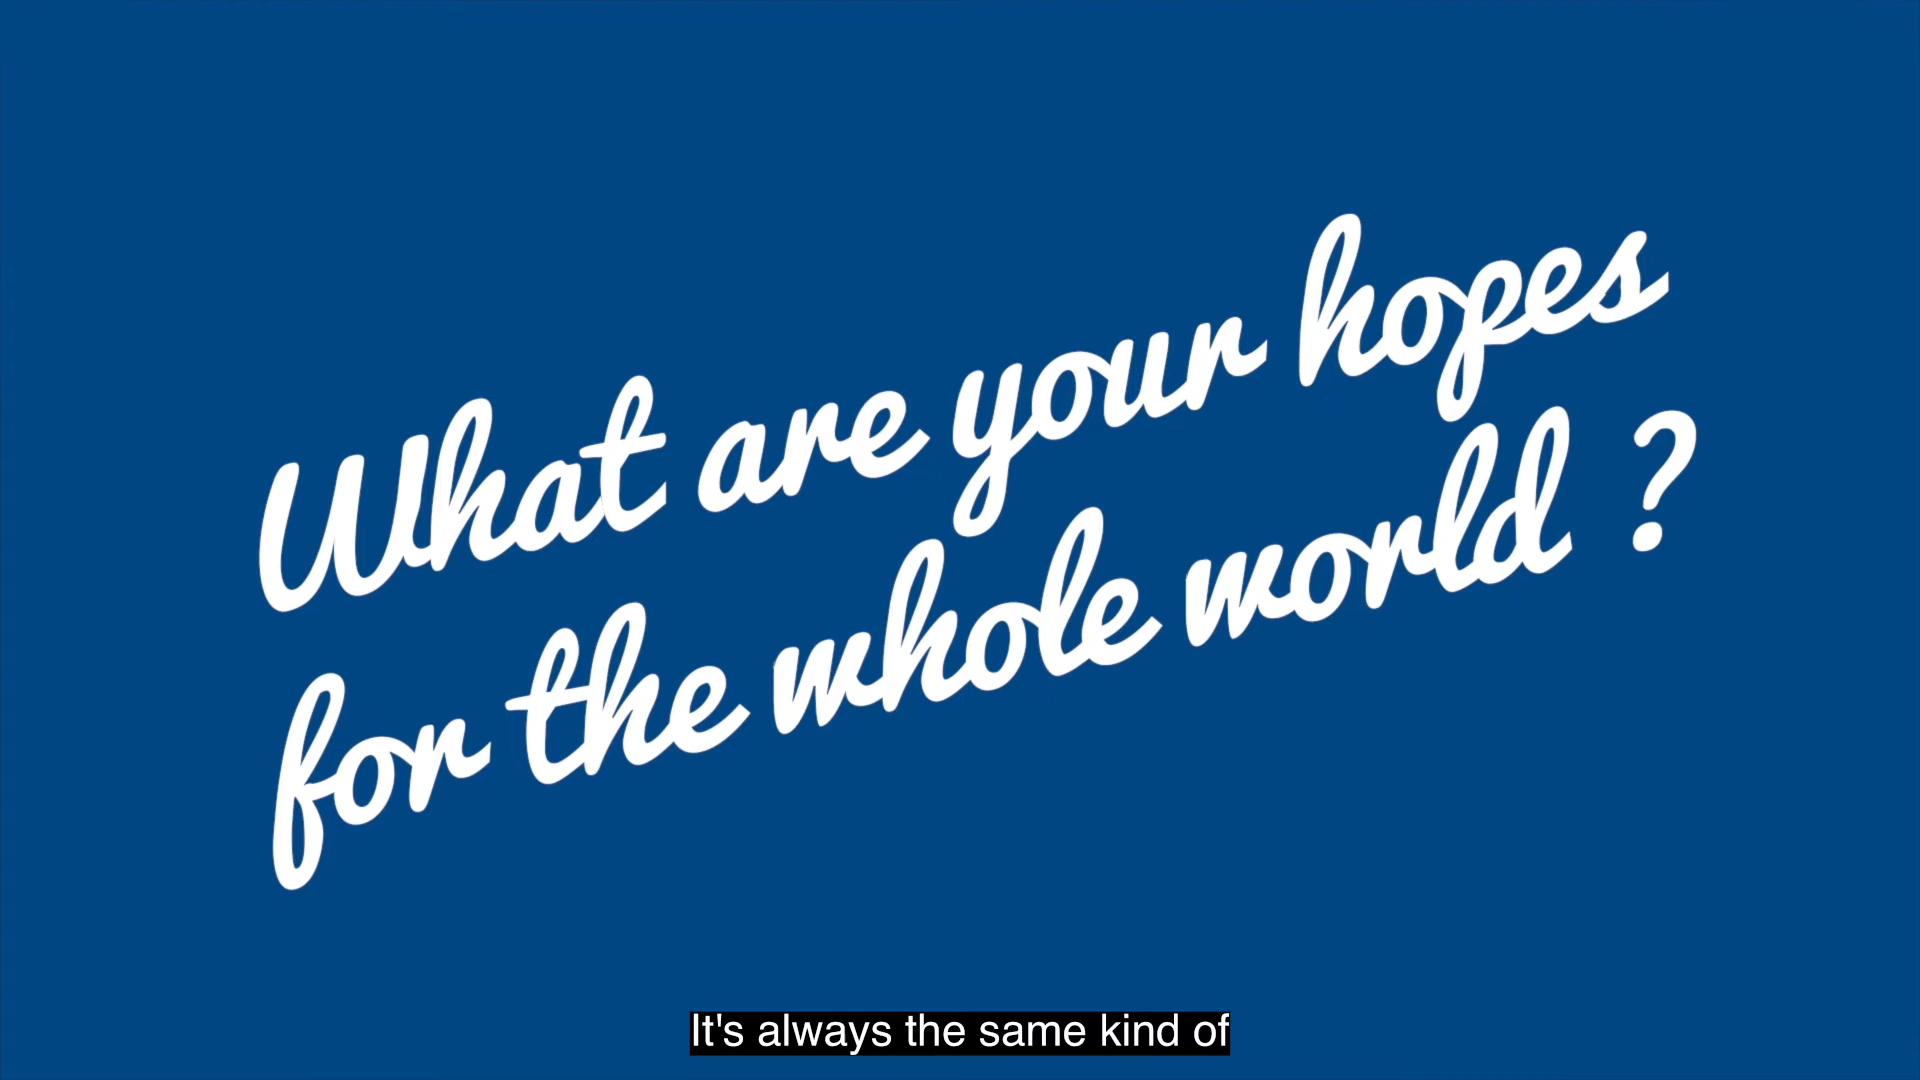 What are your hopes
for the whole world ?
It's always the same kind of